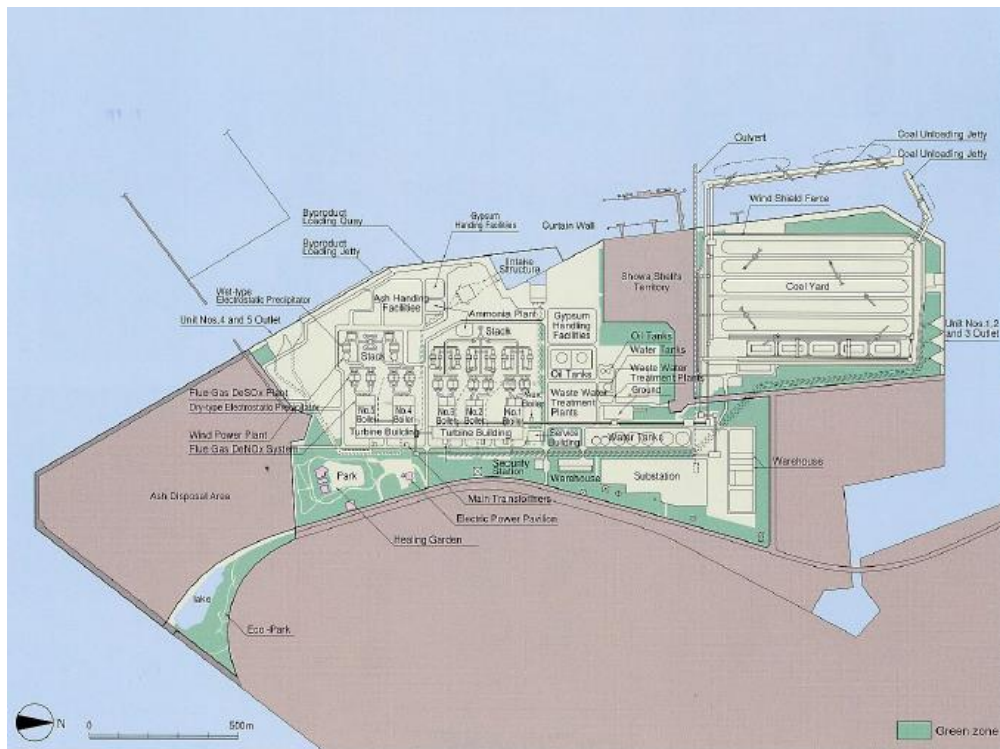 Culvert
Coal Unloading Jetty
Coal Unloading Jetty
Wind Shield Farce
Byproduct
Loading Quay
Gypsum
Handing Facilities
Curtain Wall
Byproduct
Loading Jetty
Intake
Structure
Showa Shell's
Territory
Coal Yard
Wet-type
Electrostatic Precipitator
Ash Handing
Facilities
Ammonia Plant
Unit Nos.4 and 5 Outlet
Stack
Gypsum
Handling
Facilities
Unit Nos.1,2
and 3 Outlet
Oil Tanks
Water Tanks
Stack
Oil Tanks
Waste Water
Treatment Plants
Flue-Gas DeSOx Plant
Waste Water
Treatment
Plants
Ground
Dry-type Electrostatic Precipitator
No.5
Boiler
No.4
Boiler
No.3
Boiler
No.2
Boiler
No.1
Boiler
Aux.
Boiler
Wind Power Plant
Turbine Building
Turbine Building
Service
Building
Water Tanks
Flue-Gas DeNOx System
Security
Station
Warehouse
Park
Warehouse
Substation
Ash Disposal Area
Main Transformers
Electric Power Pavilion
Healing Garden
lake
Eco-Park
N
0
500m
Green zone